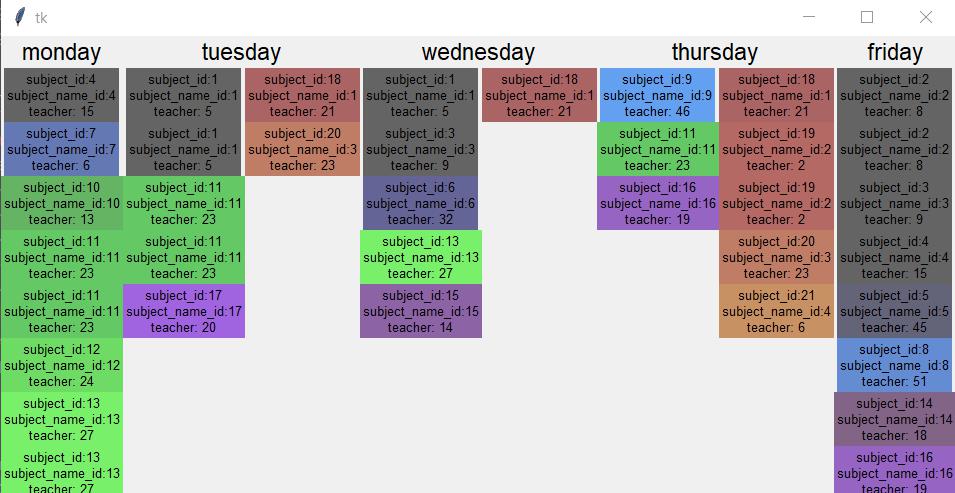 tk
monday
tuesday
wednesday
thursday
friday
subject_id:4
subject_name_id:4
teacher: 15
subject_id:7
subject_name_id:7
teacher: 6
subject_id:10
subject_name_id:10
teacher: 13
subject_id:11
subject_name_id:11
teacher: 23
subject_id:11
subject_name_id:11
teacher: 23
subject_id:12
subject_name_id:12
teacher: 24
subject_id:13
subject_name_id:13
teacher: 27
subject_id:13
subject_name_id:13
teacher: 27
subject_id:1
subject_name_id:1
teacher: 5
subject_id:1
subject_name_id:1
teacher: 5
subject_id:11
subject_name_id:11
teacher: 23
subject_id:11
subject_name_id:11
teacher: 23
subject_id:17
subject_name_id:17
teacher: 20
subject_id:18
subject_name_id:1
teacher: 21
subject_id:20
subject_name_id:3
teacher: 23
subject_id:1
subject_name_id:1
teacher: 5
subject_id:3
subject_name_id:3
teacher: 9
subject_id:6
subject_name_id:6
teacher: 32
subject_id:13
subject_name_id:13
teacher: 27
subject_id:15
subject_name_id:15
teacher: 14
subject_id:18
subject_name_id:1
teacher: 21
subject_id:9
subject_name_id:9
teacher: 46
subject_id:11
subject_name_id:11
teacher: 23
subject_id:16
subject_name_id:16
teacher: 19
subject_id:18
subject_name_id:1
teacher: 21
subject_id:19
subject_name_id:2
teacher: 2
subject_id:19
subject_name_id:2
teacher: 2
subject_id:20
subject_name_id:3
teacher: 23
subject_id:21
subject_name_id:4
teacher: 6
subject_id:2
subject_name_id:2
teacher: 8
subject_id:2
subject_name_id:2
teacher: 8
subject_id:3
subject_name_id:3
teacher: 9
subject_id:4
subject_name_id:4
teacher: 15
subject_id:5
subject_name_id:5
teacher: 45
subject_id:8
subject_name_id:8
teacher: 51
subject_id:14
subject_name_id:14
teacher: 18
subject_id:16
subject_name_id:16
teacher: 19